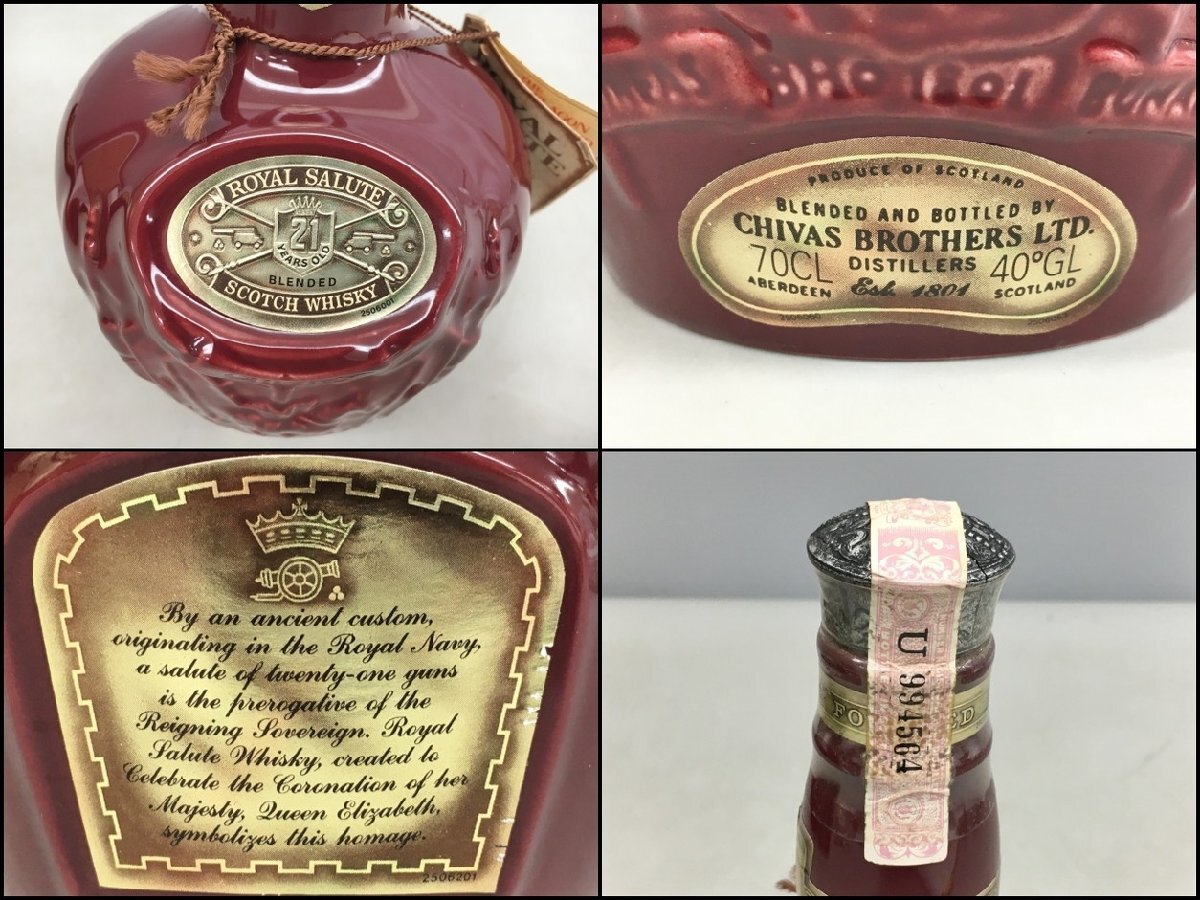 ROYAL SALUTE
21
YEARS OLD
BLENDED
SCOTCH WHISKY
2506001
BRO 1801
PRODUCE OF SCOTLAND
BLENDED AND BOTTLED BY
CHIVAS BROTHERS LTD.
70CL DISTILLERS 40°GL
ABERDEEN Est. 1801 SCOTLAND
By an ancient custom,
originating in the Royal Navy,
a salute of twenty-one guns
is the prerogative of the
Reigning Sovereign. Royal
Salute Whisky, created to
Celebrate the Coronation of her
Majesty, Queen Elizabeth,
symbolizes this homage.
2506201
U 994564